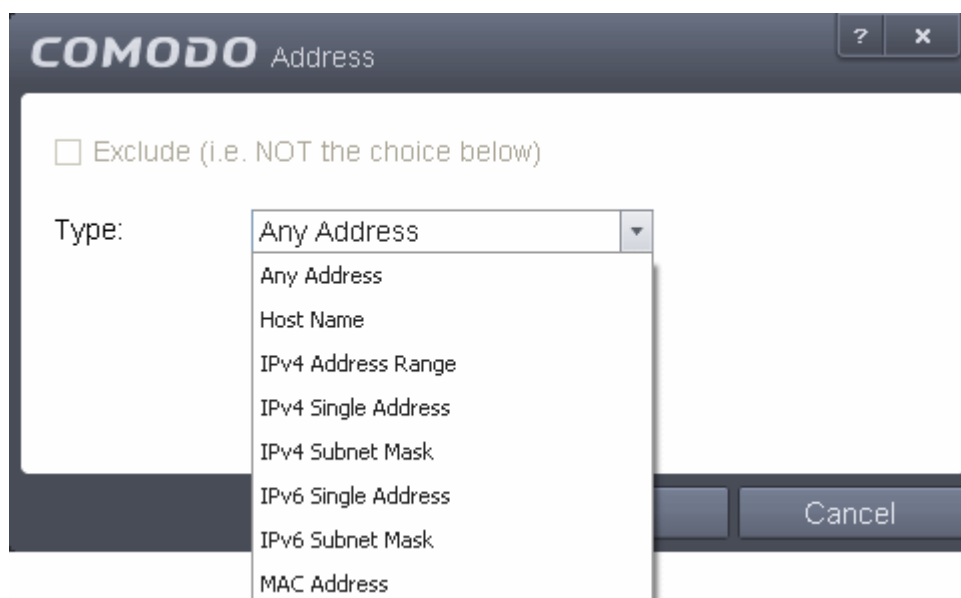 COMODO Address
? x
Exclude (i.e. NOT the choice below)
Type: Any Address
Any Address
Host Name
IPv4 Address Range
IPv4 Single Address
IPv4 Subnet Mask
IPv6 Single Address
Cancel
IPv6 Subnet Mask
MAC Address